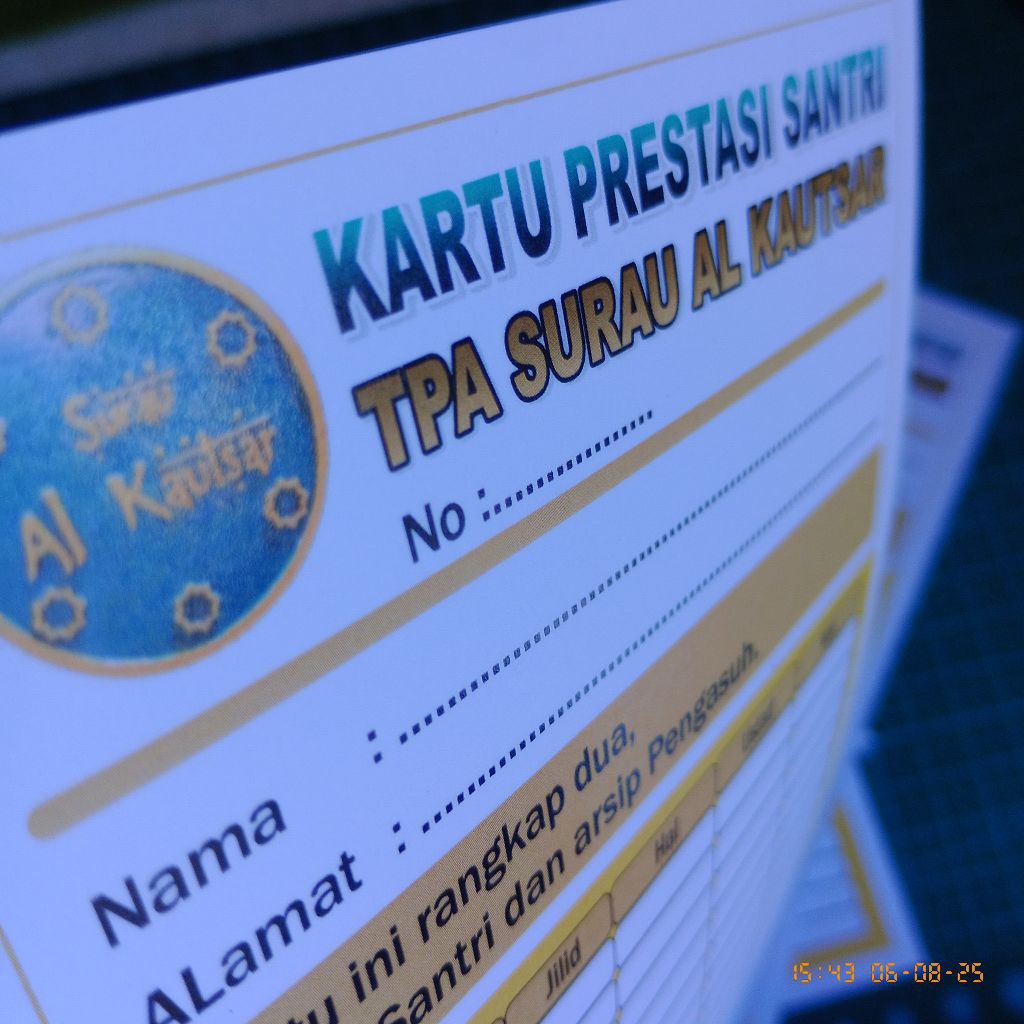 KARTU PRESTASI SANTRI
TPA SURAU AL KAUTSAR
Surau
Al Kautsar
No :................
Nama :................
ALamat :................
ini rangkap dua,
Santri dan arsip Pengasuh.
Jilid Hal
15:43 06-08-25